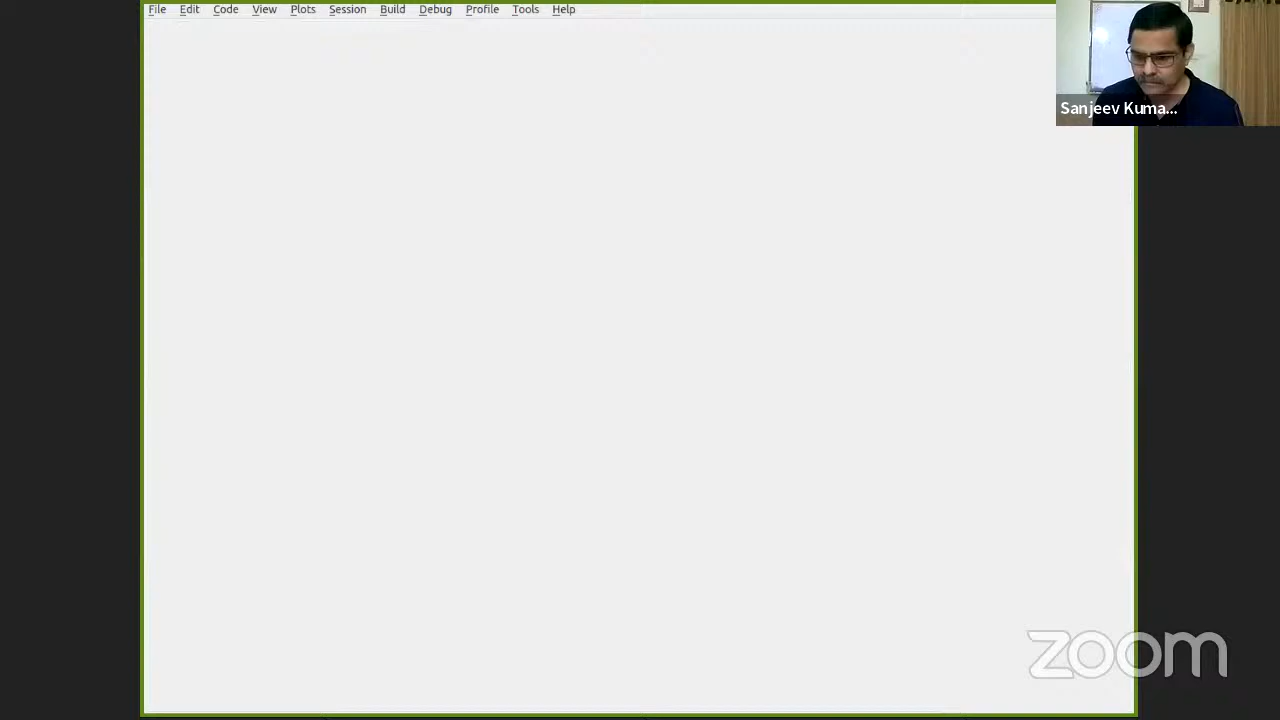 File Edit Code View Plots Session Build Debug Profile Tools Help
Sanjeev Kuma...
zoom